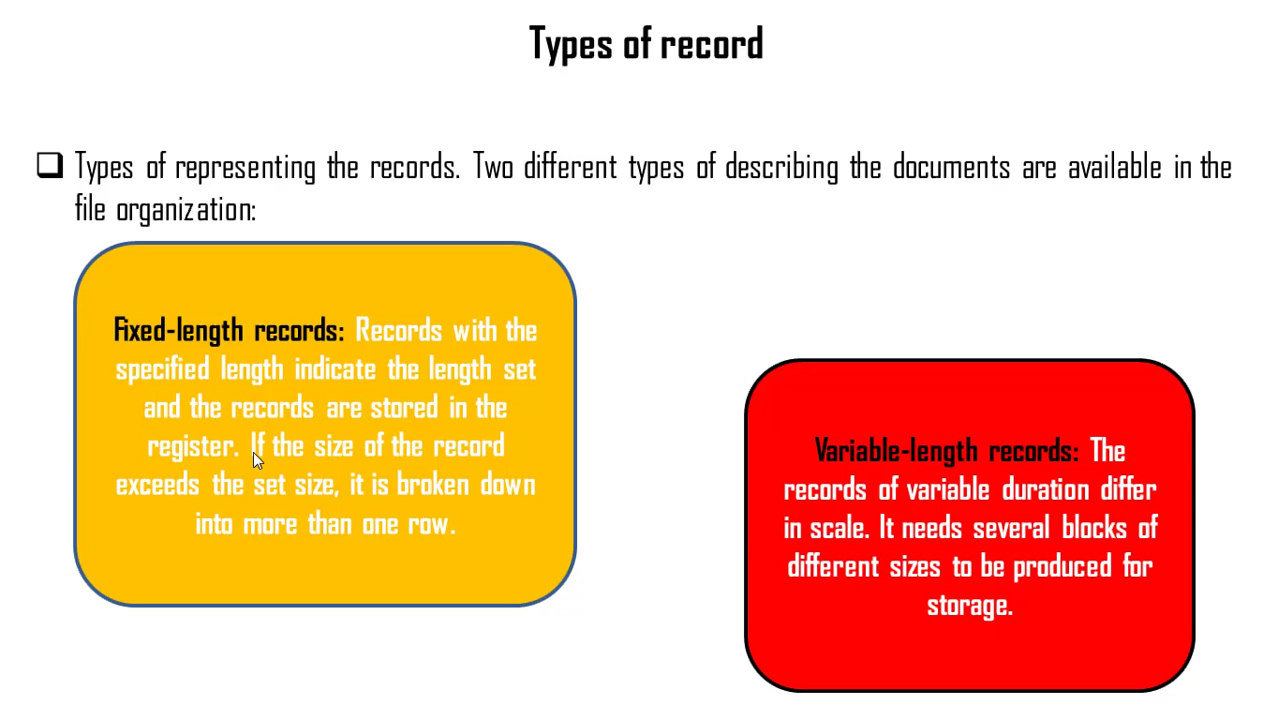 Types of record
Types of representing the records. Two different types of describing the documents are available in the
file organization:
Fixed-length records: Records with the
specified length indicate the length set
and the records are stored in the
register. If the size of the record
exceeds the set size, it is broken down
into more than one row.
Variable-length records: The
records of variable duration differ
in scale. It needs several blocks of
different sizes to be produced for
storage.